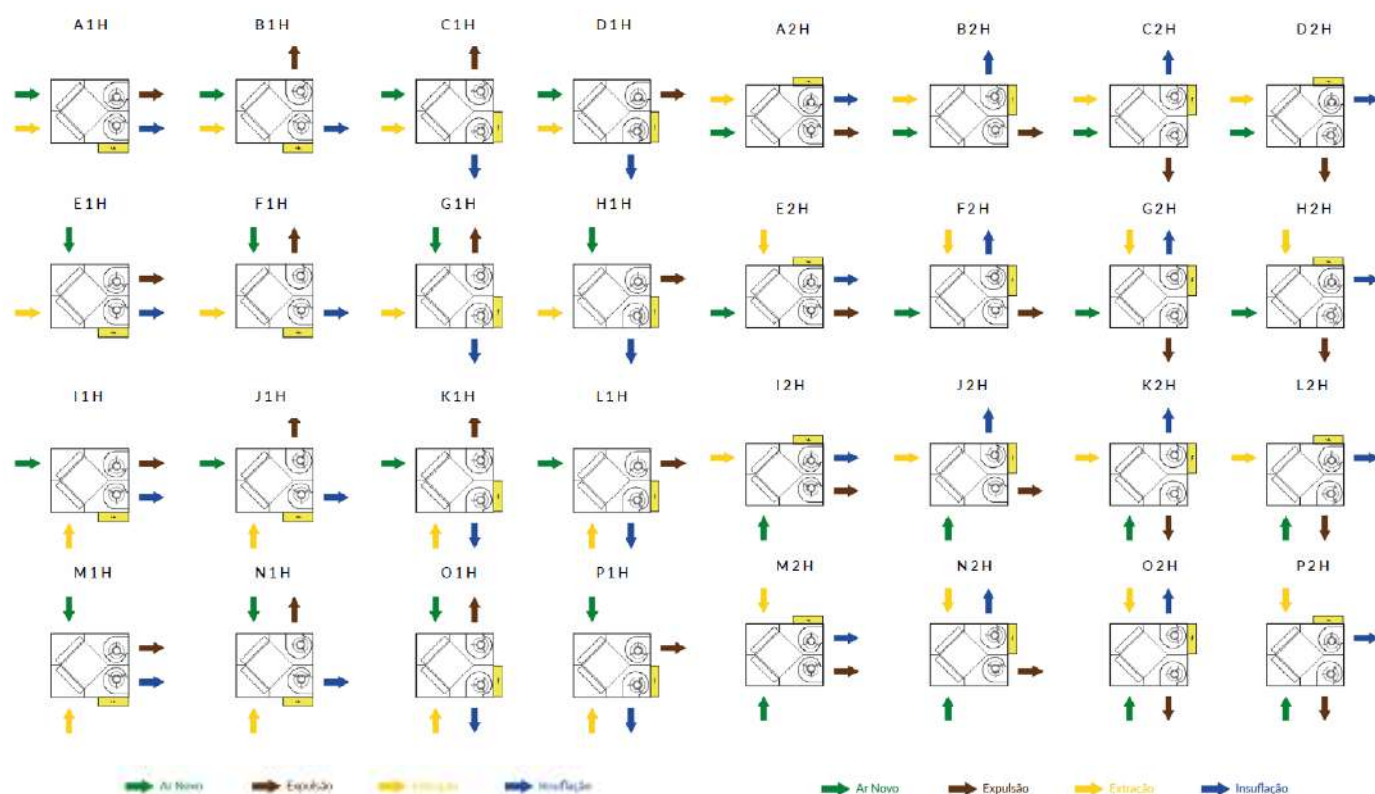 A1H B1H C1H D1H A2H B2H C2H D2H
E1H F1H G1H H1H E2H F2H G2H H2H
I1H J1H K1H L1H I2H J2H K2H L2H
M1H N1H O1H P1H M2H N2H O2H P2H
Ar Novo Expulsão Extração Insuflação Ar Novo Expulsão Extração Insuflação